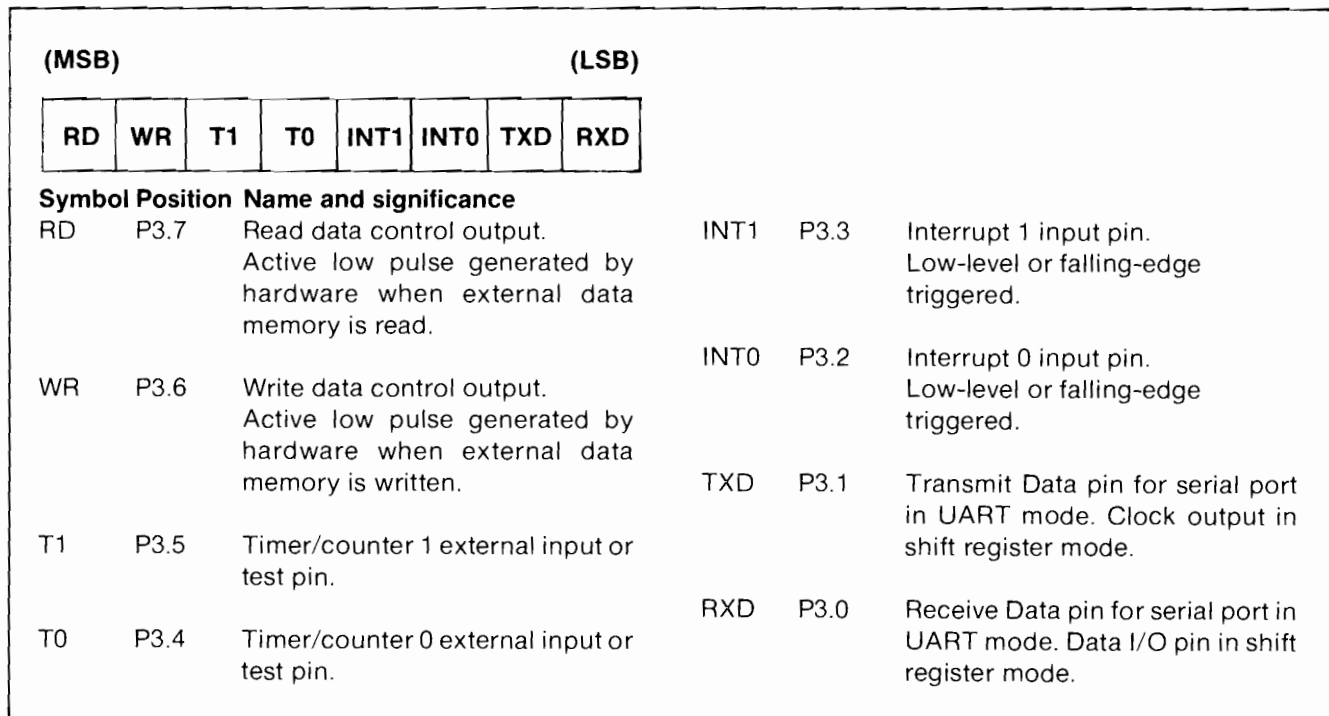 (MSB) (LSB)
RD WR T1 T0 INT1 INT0 TXD RXD
Symbol Position Name and significance
RD P3.7 Read data control output.
Active low pulse generated by
hardware when external data
memory is read.
WR P3.6 Write data control output.
Active low pulse generated by
hardware when external data
memory is written.
T1 P3.5 Timer/counter 1 external input or
test pin.
T0 P3.4 Timer/counter 0 external input or
test pin.
INT1 P3.3 Interrupt 1 input pin.
Low-level or falling-edge
triggered.
INT0 P3.2 Interrupt 0 input pin.
Low-level or falling-edge
triggered.
TXD P3.1 Transmit Data pin for serial port
in UART mode. Clock output in
shift register mode.
RXD P3.0 Receive Data pin for serial port in
UART mode. Data I/O pin in shift
register mode.